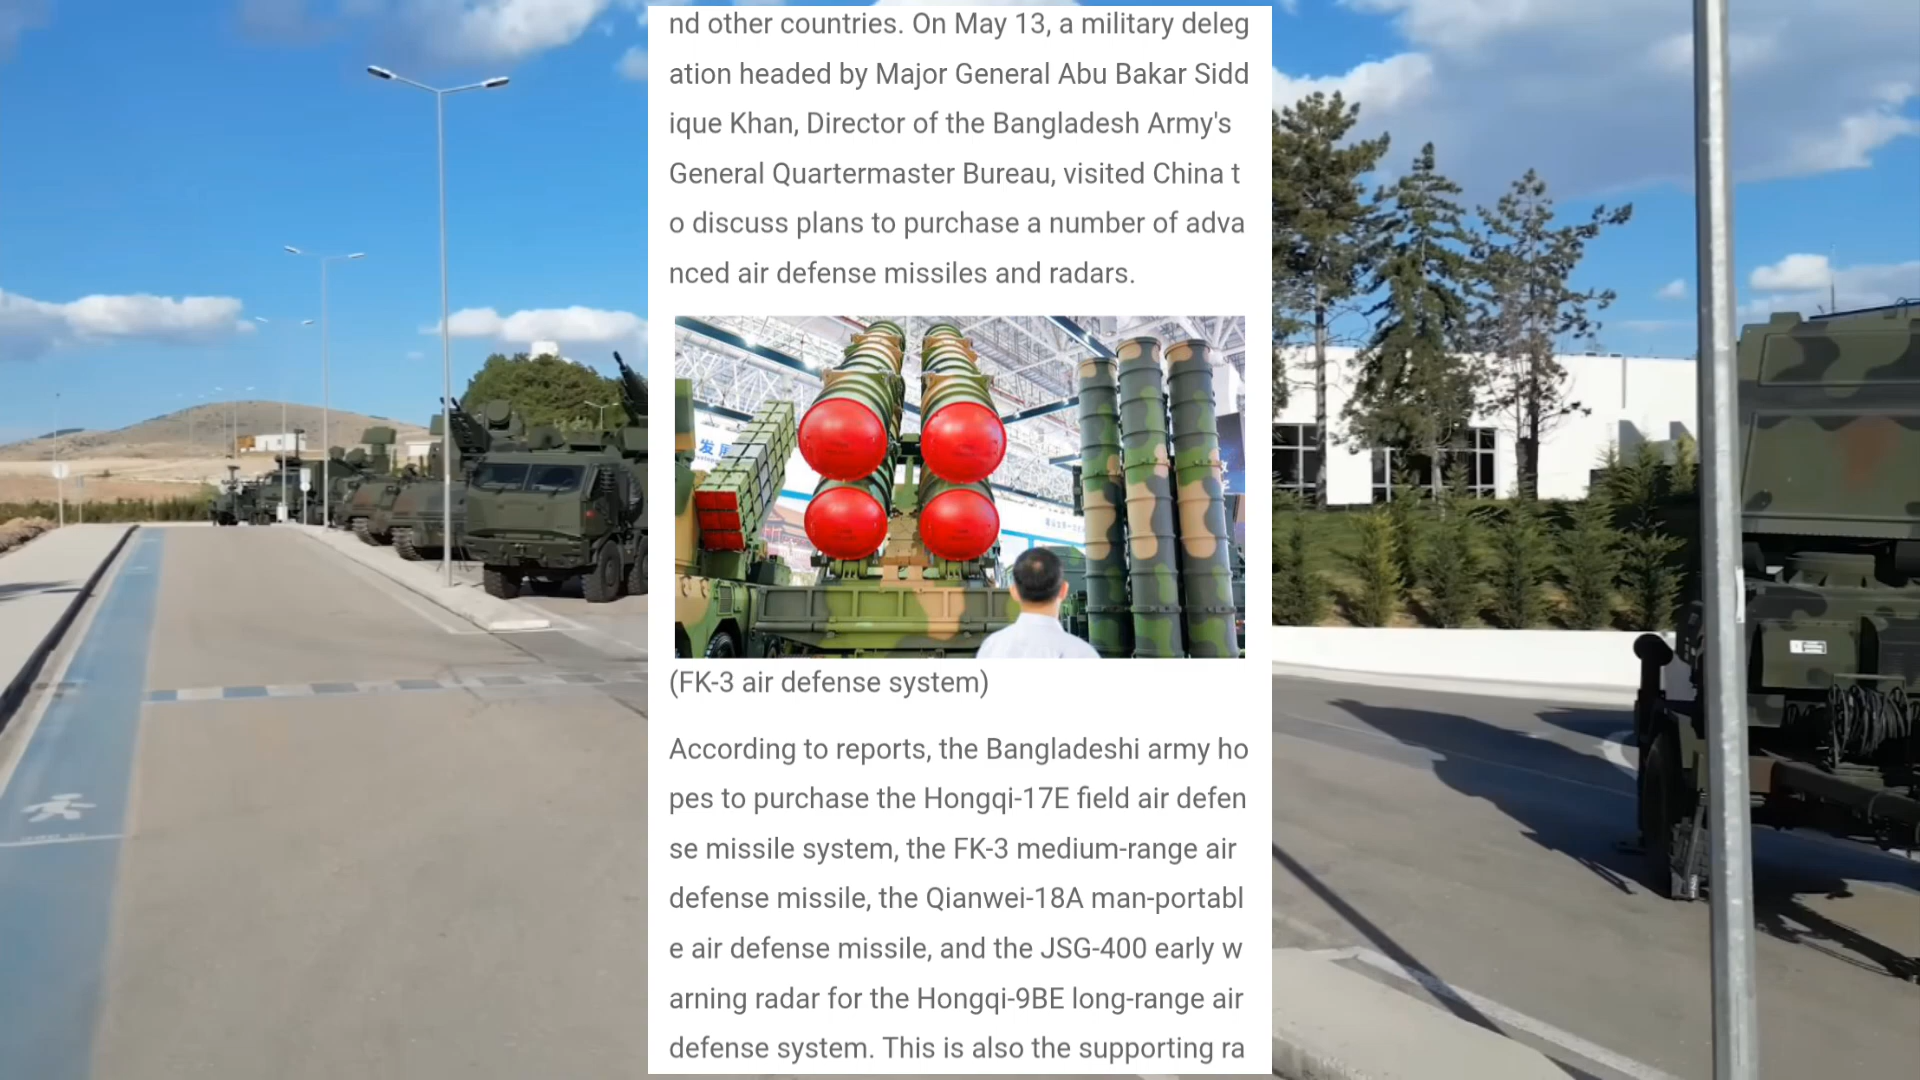 nd other countries. On May 13, a military deleg
ation headed by Major General Abu Bakar Sidd
ique Khan, Director of the Bangladesh Army's
General Quartermaster Bureau, visited China t
o discuss plans to purchase a number of adva
nced air defense missiles and radars.
发展
(FK-3 air defense system)
According to reports, the Bangladeshi army ho
pes to purchase the Hongqi-17E field air defen
se missile system, the FK-3 medium-range air
defense missile, the Qianwei-18A man-portabl
e air defense missile, and the JSG-400 early w
arning radar for the Hongqi-9BE long-range air
defense system. This is also the supporting ra